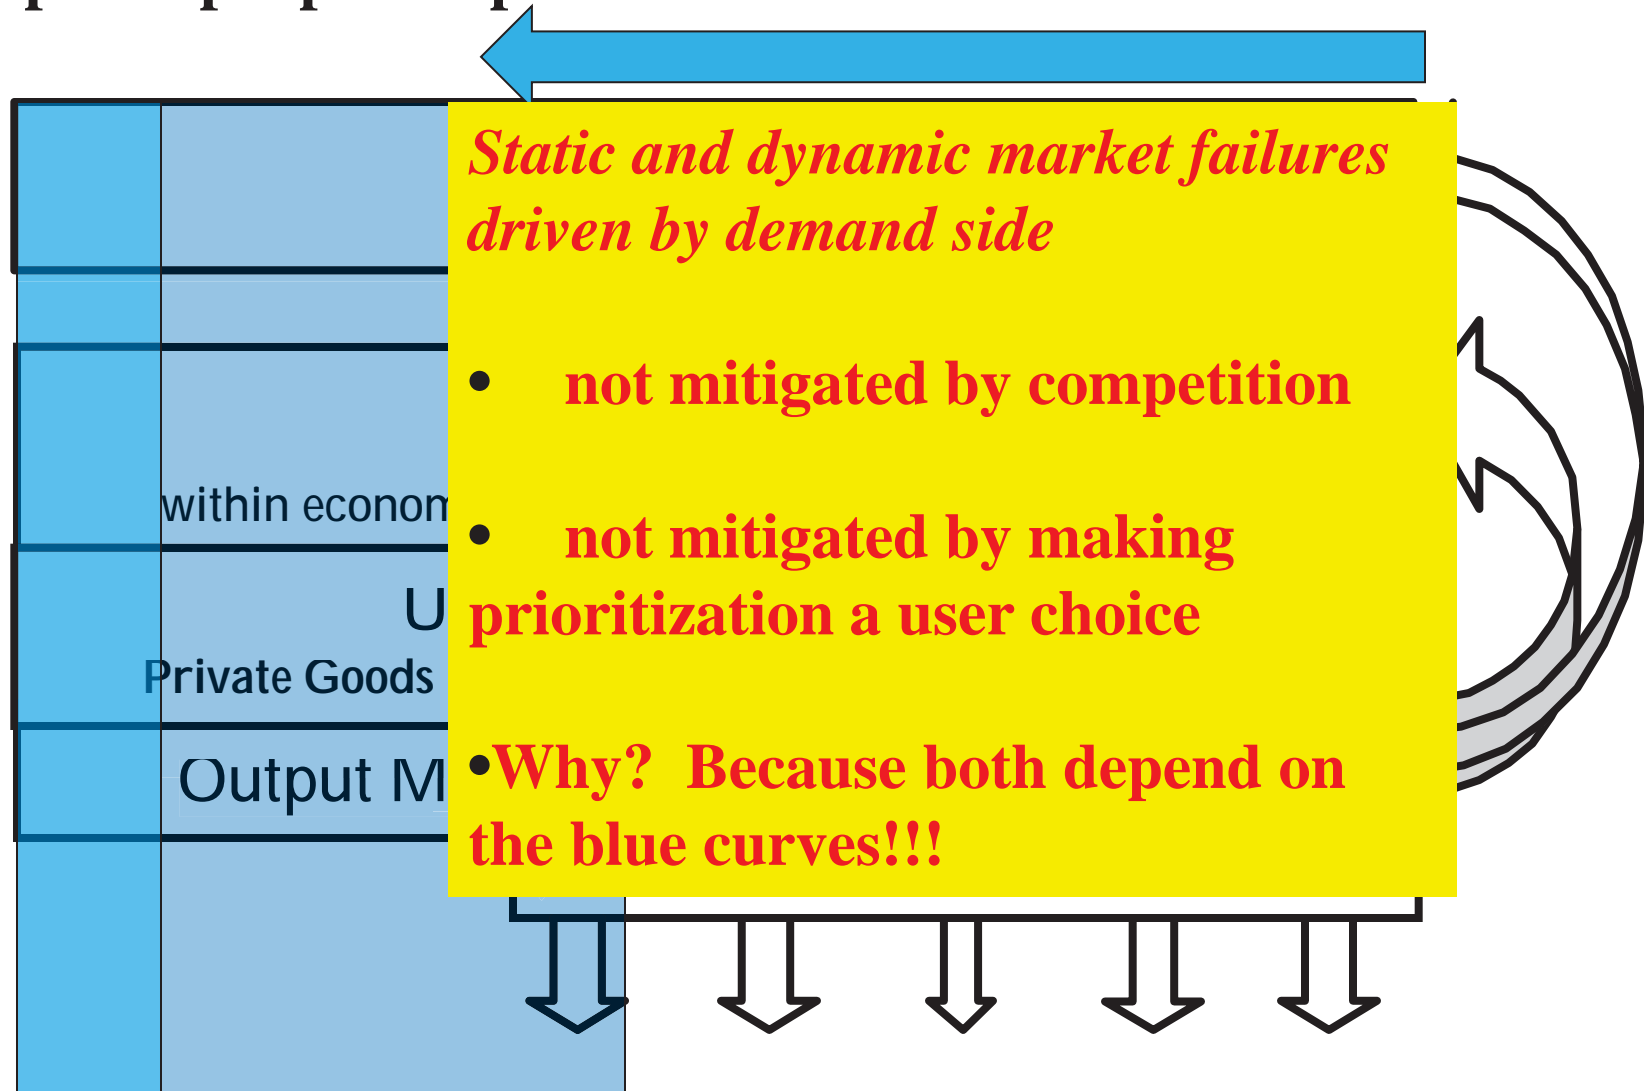 Static and dynamic market failures
driven by demand side
• not mitigated by competition
• not mitigated by making
prioritization a user choice
•Why? Because both depend on
the blue curves!!!
within econom
U
Private Goods
Output M